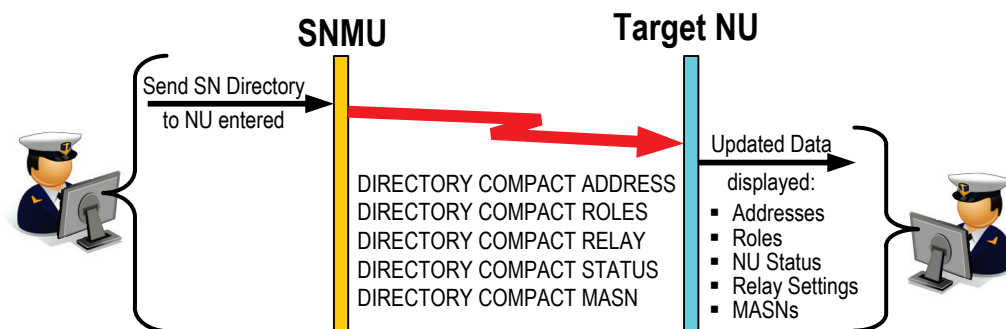 SNMU
Target NU
Send SN Directory
to NU entered
DIRECTORY COMPACT ADDRESS
DIRECTORY COMPACT ROLES
DIRECTORY COMPACT RELAY
DIRECTORY COMPACT STATUS
DIRECTORY COMPACT MASN
Updated Data
displayed:
▪ Addresses
▪ Roles
▪ NU Status
▪ Relay Settings
▪ MASNs